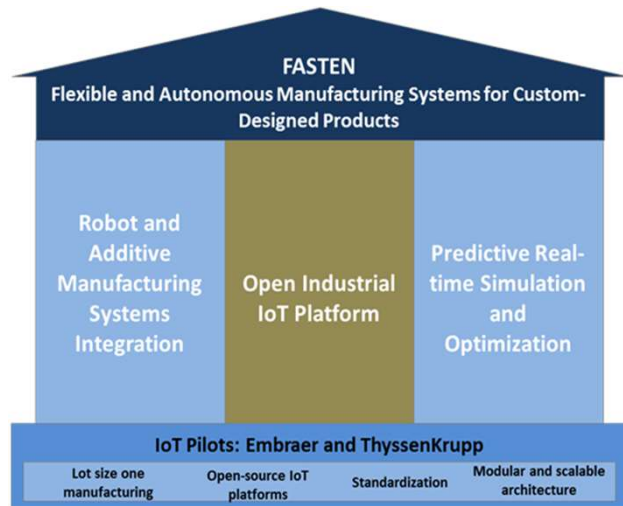 FASTEN
Flexible and Autonomous Manufacturing Systems for Custom-
Designed Products
Robot and
Additive
Manufacturing
Systems
Integration
Open Industrial
IoT Platform
Predictive Real-
time Simulation
and
Optimization
IoT Pilots: Embraer and ThyssenKrupp
Lot size one
manufacturing
Open-source IoT
platforms
Standardization
Modular and scalable
architecture